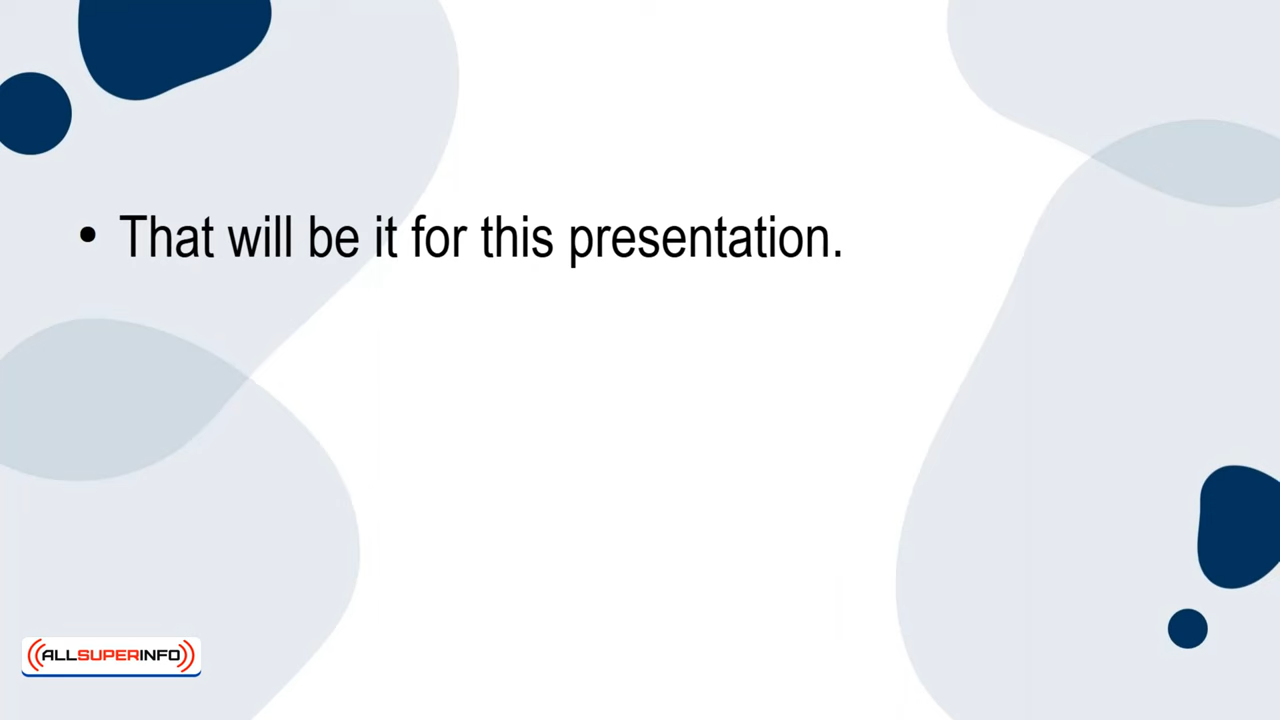 • That will be it for this presentation.
((ALLSUPERINFO))